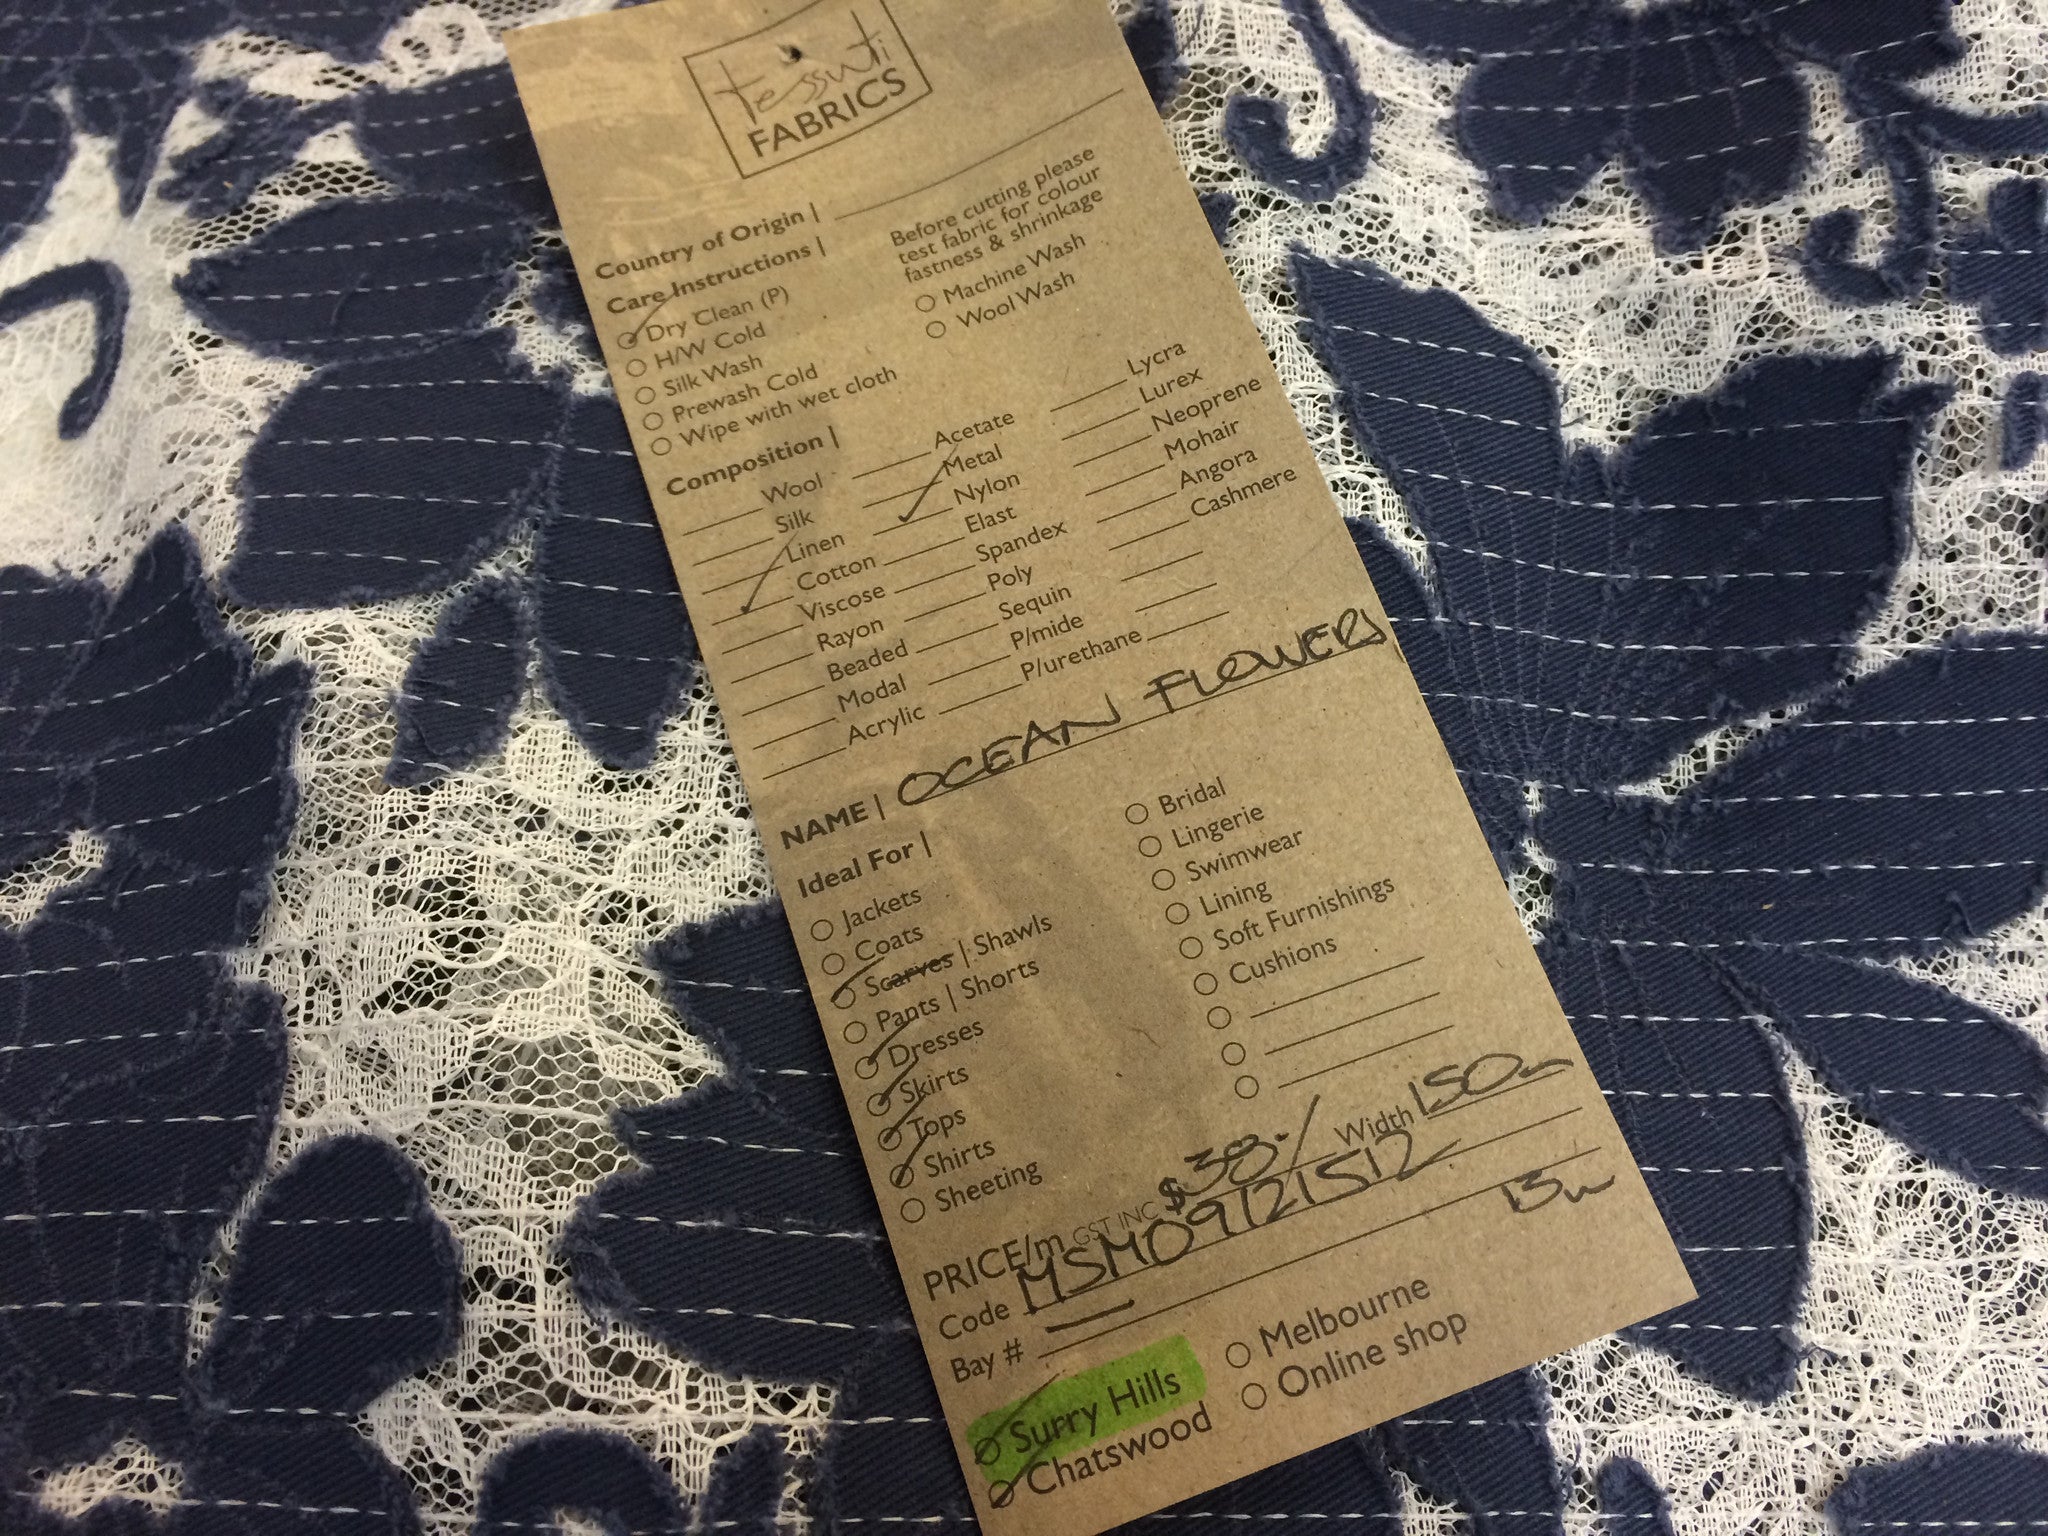 tessuti
FABRICS
Country of Origin |
Care Instructions |
Before cutting please
test fabric for colour
fastness & shrinkage
Dry Clean (P)
H/W Cold
Silk Wash
Prewash Cold
Wipe with wet cloth
Machine Wash
Wool Wash
Composition |
Wool
Silk
Linen
Cotton
Viscose
Rayon
Beaded
Modal
Acrylic
Acetate
Metal
Nylon
Elast
Spandex
Poly
Sequin
P/mide
P/urethane
Lycra
Lurex
Neoprene
Mohair
Angora
Cashmere
NAME | OCEAN FLOWERS
Ideal For |
Jackets
Coats
Scarves | Shawls
Pants | Shorts
Dresses
Skirts
Tops
Shirts
Sheeting
Bridal
Lingerie
Swimwear
Lining
Soft Furnishings
Cushions
PRICE/m GST INC $38.- / Width 150m
Code MSM09121512
Bay # — 13m
Surry Hills
Chatswood
Melbourne
Online shop